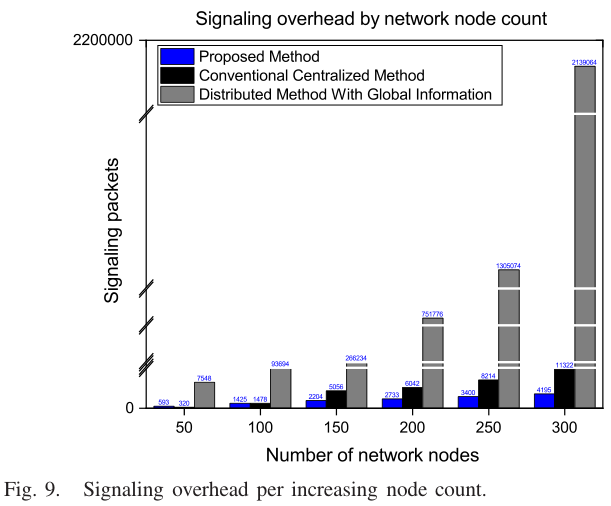 Signaling overhead by network node count
2200000
Proposed Method
Conventional Centralized Method
Distributed Method With Global Information
2139064
1305074
751776
266234
93694
7548
593 320
1425 1478
2204 5056
2733 6042
3400 8214
4195 11322
Signaling packets
0
50 100 150 200 250 300
Number of network nodes
Fig. 9. Signaling overhead per increasing node count.